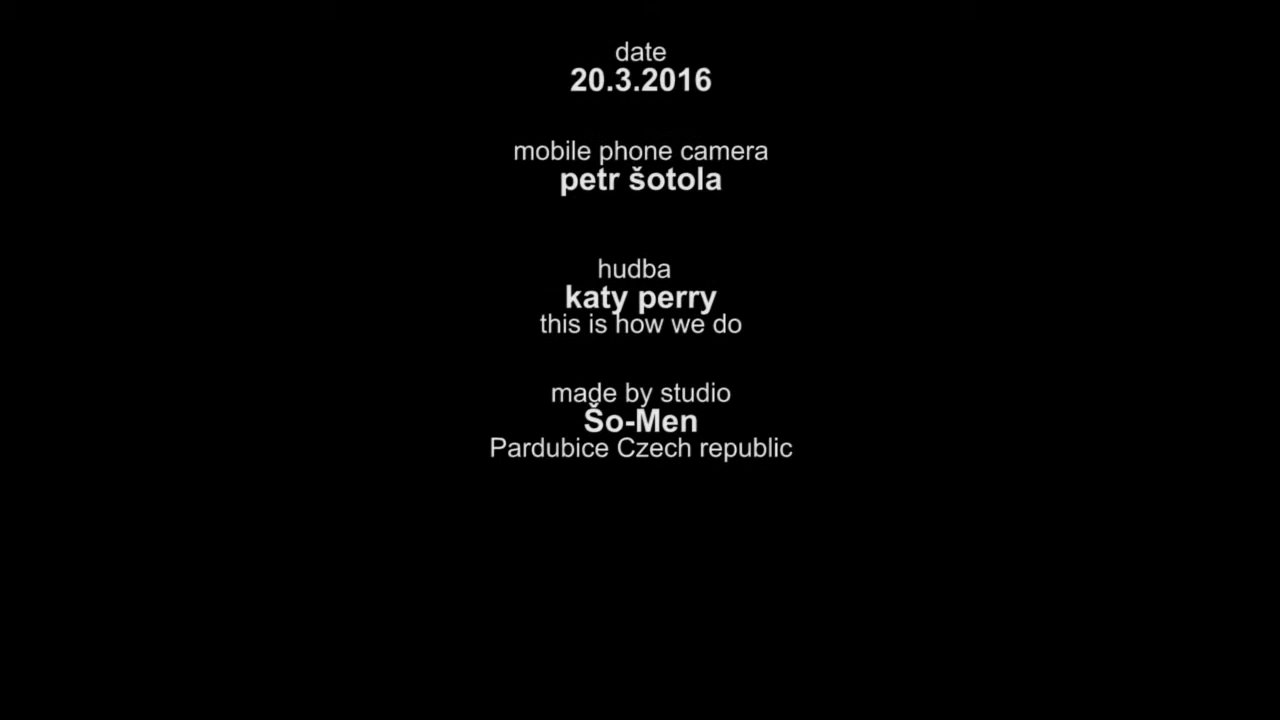 date
20.3.2016
mobile phone camera
petr šotola
hudba
katy perry
this is how we do
made by studio
Šo-Men
Pardubice Czech republic